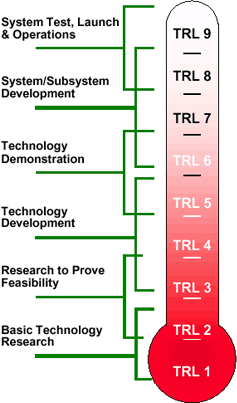 System Test, Launch
& Operations
System/Subsystem
Development
Technology
Demonstration
Technology
Development
Research to Prove
Feasibility
Basic Technology
Research
TRL 9
TRL 8
TRL 7
TRL 6
TRL 5
TRL 4
TRL 3
TRL 2
TRL 1